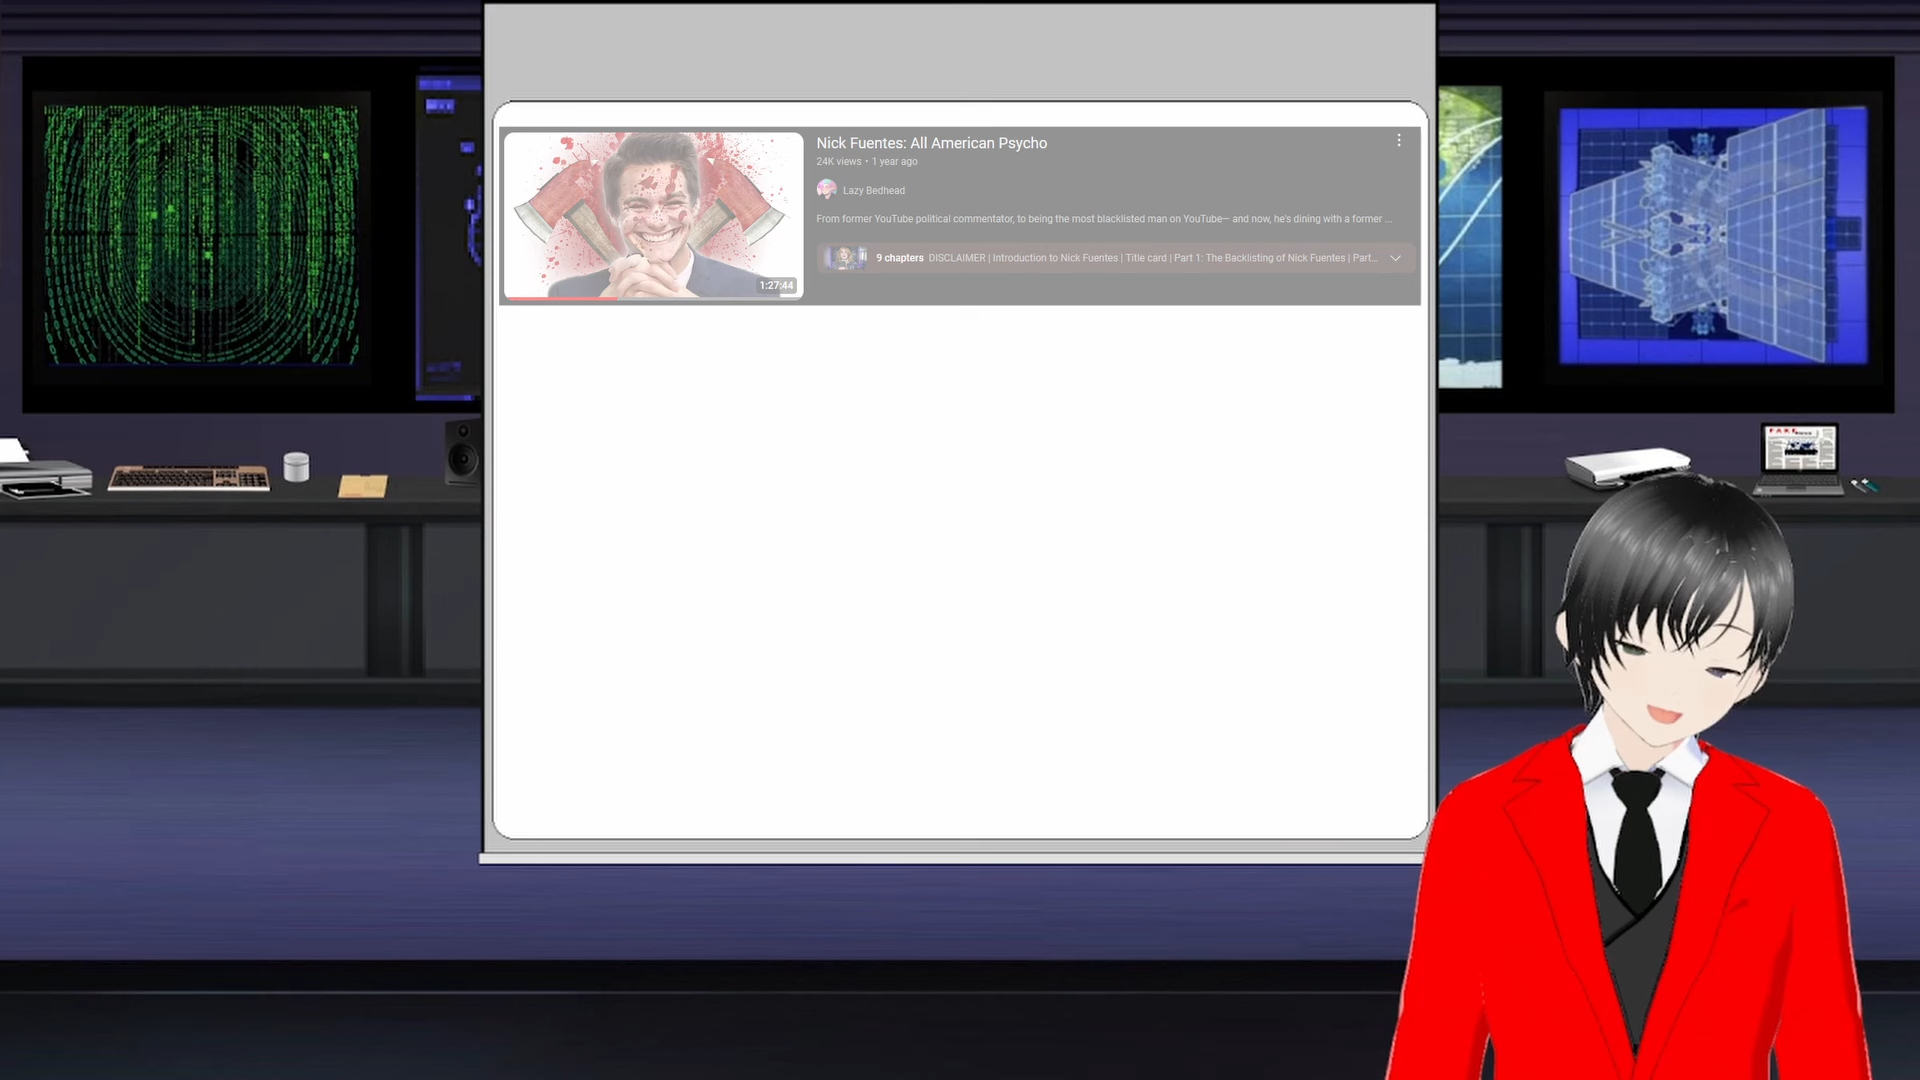 Nick Fuentes: All American Psycho
24K views • 1 year ago
Lazy Bedhead
From former YouTube political commentator, to being the most blacklisted man on YouTube— and now, he's dining with a former ...
9 chapters DISCLAIMER | Introduction to Nick Fuentes | Title card | Part 1: The Backlisting of Nick Fuentes | Part...
1:27:44
FAKE